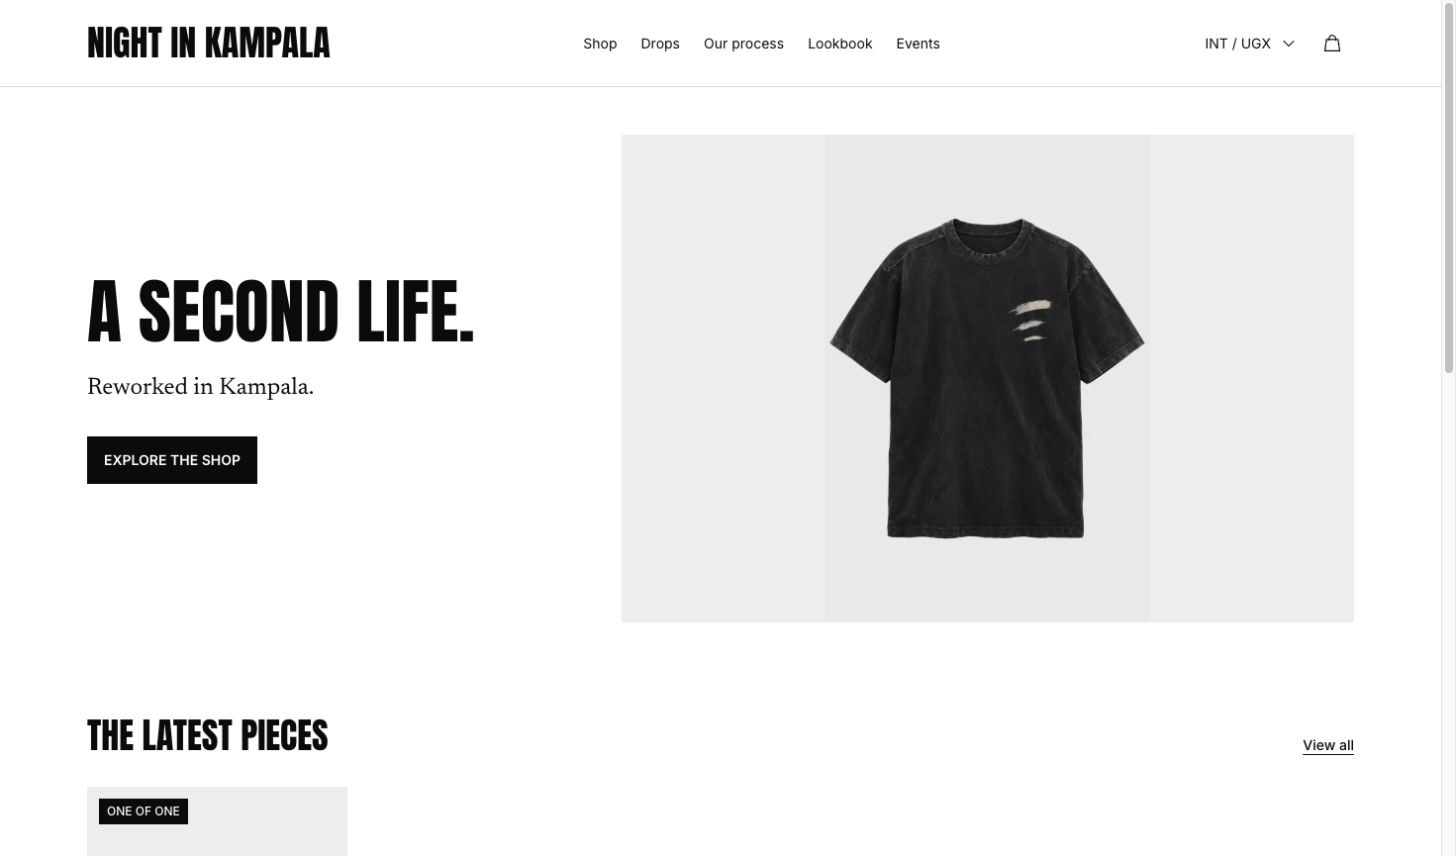 NIGHT IN KAMPALA
Shop Drops Our process Lookbook Events
INT / UGX
A SECOND LIFE.
Reworked in Kampala.
EXPLORE THE SHOP
THE LATEST PIECES
View all
ONE OF ONE